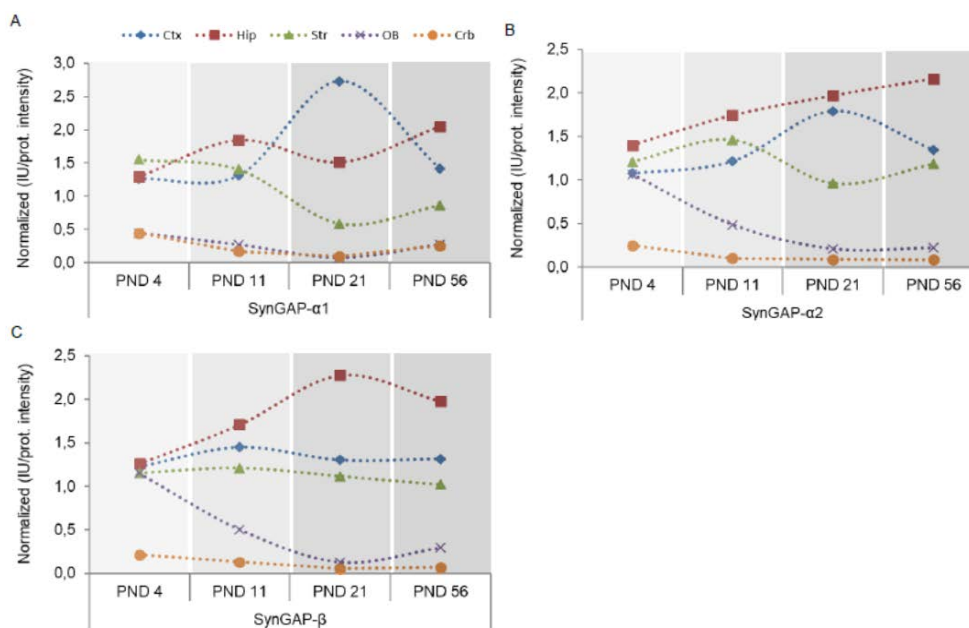 A
Ctx Hip Str OB Crb
Normalized (IU/prot. intensity)
3,0
2,5
2,0
1,5
1,0
0,5
0,0
PND 4 PND 11 PND 21 PND 56
SynGAP-α1
B
Normalized (IU/prot. intensity)
2,5
2,0
1,5
1,0
0,5
0,0
PND 4 PND 11 PND 21 PND 56
SynGAP-α2
C
Normalized (IU/prot. intensity)
2,5
2,0
1,5
1,0
0,5
0,0
PND 4 PND 11 PND 21 PND 56
SynGAP-β